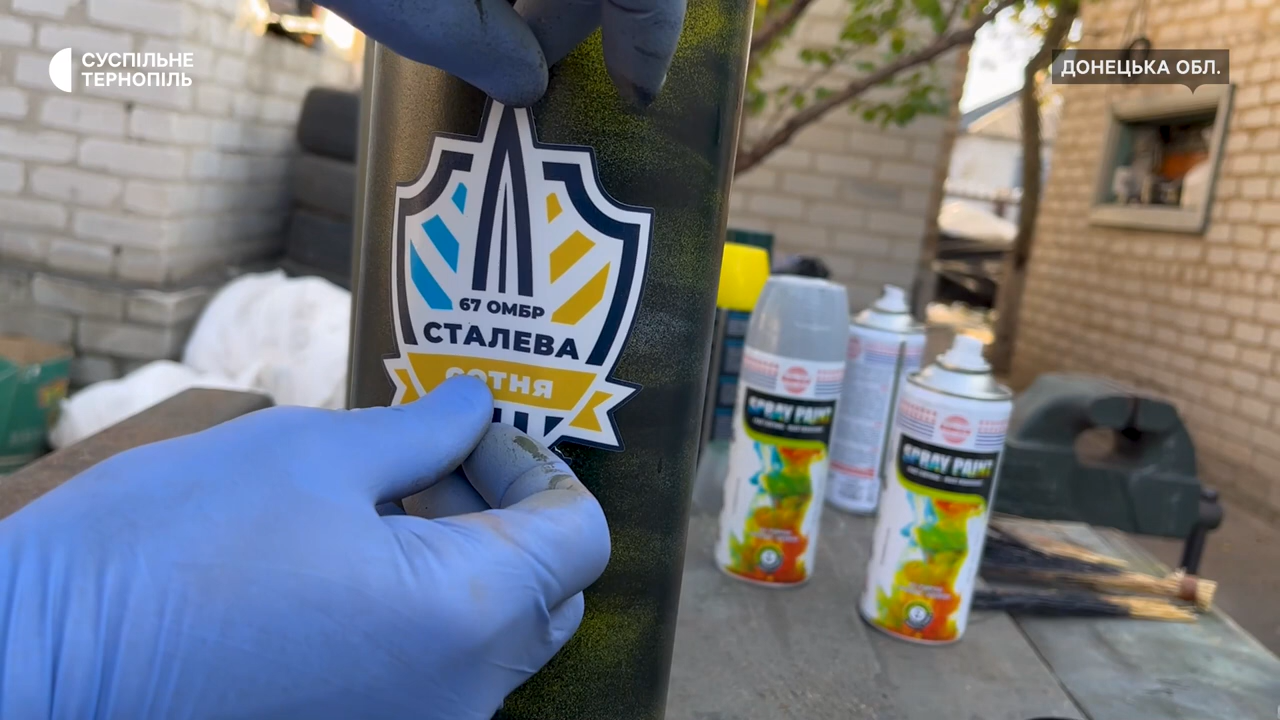 СУСПІЛЬНЕ
ТЕРНОПІЛЬ
ДОНЕЦЬКА ОБЛ.
67 ОМБР
СТАЛЕВА
СОТНЯ
SPRAY PAINT
SPRAY PAINT